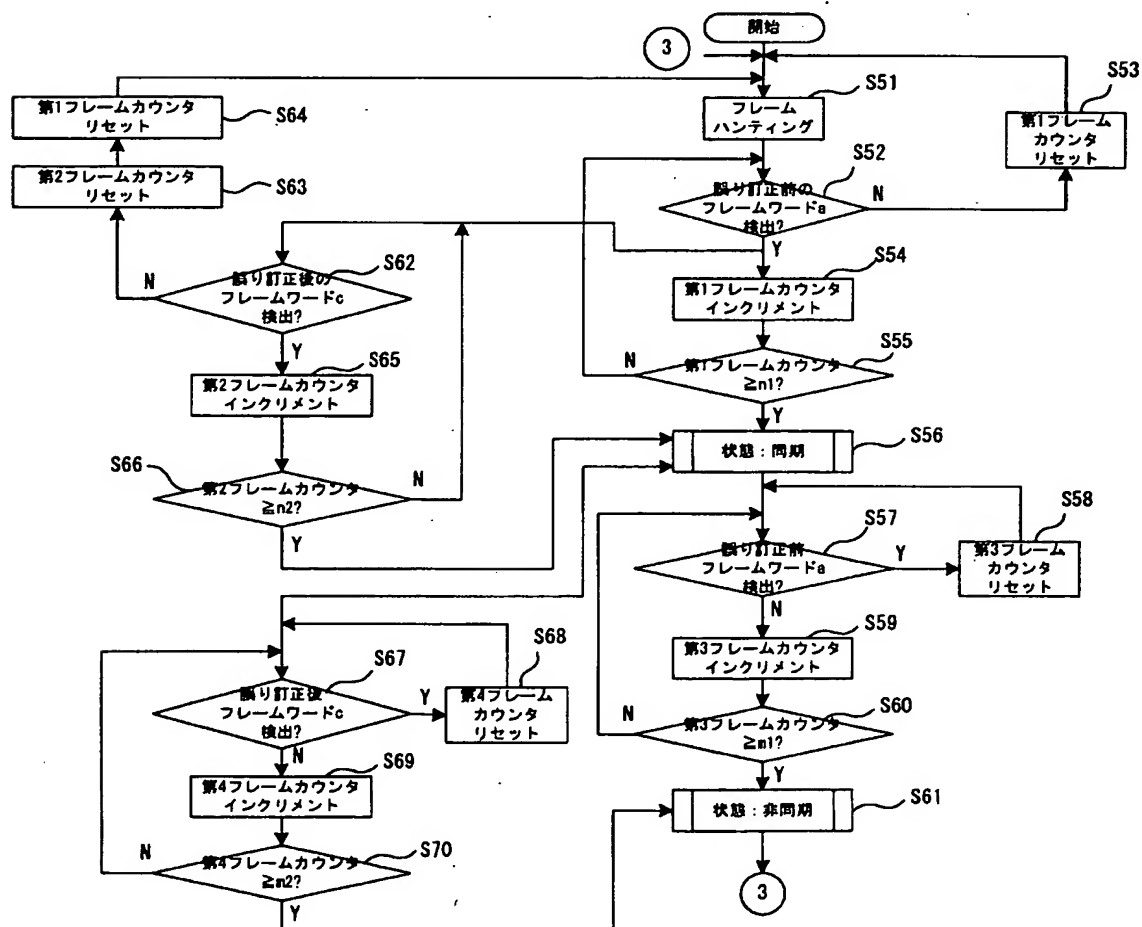 開始
3
S51
フレーム
ハンティング
S53
第1フレーム
カウンタ
リセット
第1フレームカウンタ
リセット
S64
第2フレームカウンタ
リセット
S63
S52
誤り訂正前の
フレームワードa
検出?
N
Y
S54
第1フレームカウンタ
インクリメント
S55
第1フレームカウンタ
≧n1?
N
Y
S62
誤り訂正後の
フレームワードc
検出?
N
Y
S65
第2フレームカウンタ
インクリメント
S66
第2フレームカウンタ
≧n2?
N
Y
状態:同期
S56
S57
誤り訂正前
フレームワードa
検出?
Y
N
S58
第3フレーム
カウンタ
リセット
S59
第3フレームカウンタ
インクリメント
S60
第3フレームカウンタ
≧m1?
N
Y
S67
誤り訂正後
フレームワードc
検出?
Y
N
S68
第4フレーム
カウンタ
リセット
S69
第4フレームカウンタ
インクリメント
S70
第4フレームカウンタ
≧m2?
N
Y
状態:非同期
S61
3